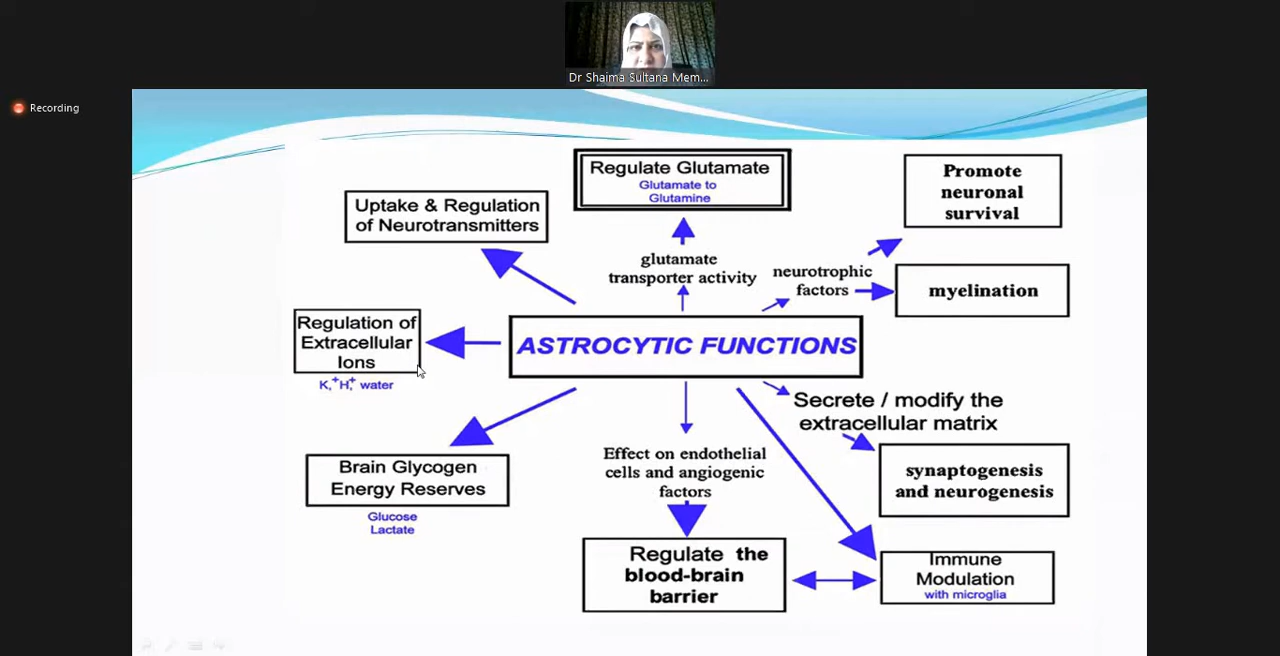 Dr Shaima Sultana Mem...
Recording
Regulate Glutamate
Glutamate to
Glutamine
Promote
neuronal
survival
Uptake & Regulation
of Neurotransmitters
glutamate
transporter activity
neurotrophic
factors
myelination
Regulation of
Extracellular
Ions
K,+H,+ water
ASTROCYTIC FUNCTIONS
Secrete / modify the
extracellular matrix
Brain Glycogen
Energy Reserves
Glucose
Lactate
Effect on endothelial
cells and angiogenic
factors
synaptogenesis
and neurogenesis
Regulate the
blood-brain
barrier
Immune
Modulation
with microglia